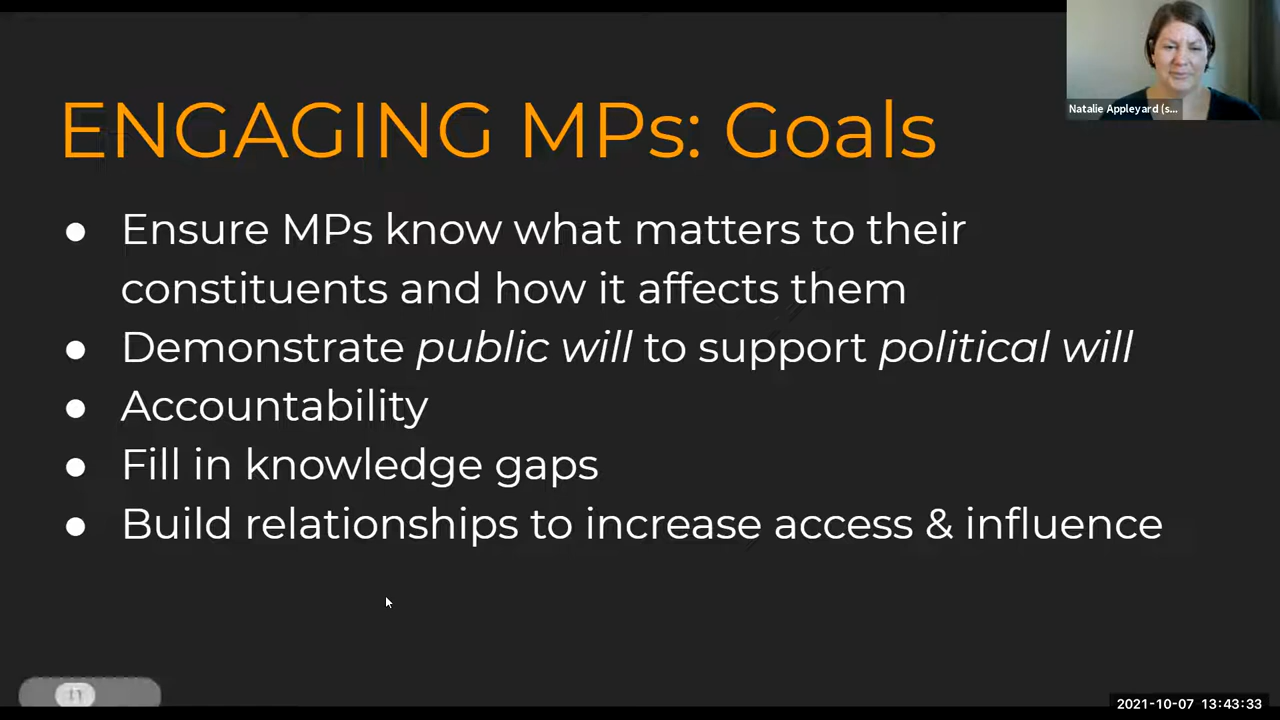 Natalie Appleyard (s...
ENGAGING MPs: Goals
● Ensure MPs know what matters to their
constituents and how it affects them
● Demonstrate public will to support political will
● Accountability
● Fill in knowledge gaps
● Build relationships to increase access & influence
2021-10-07 13:43:33